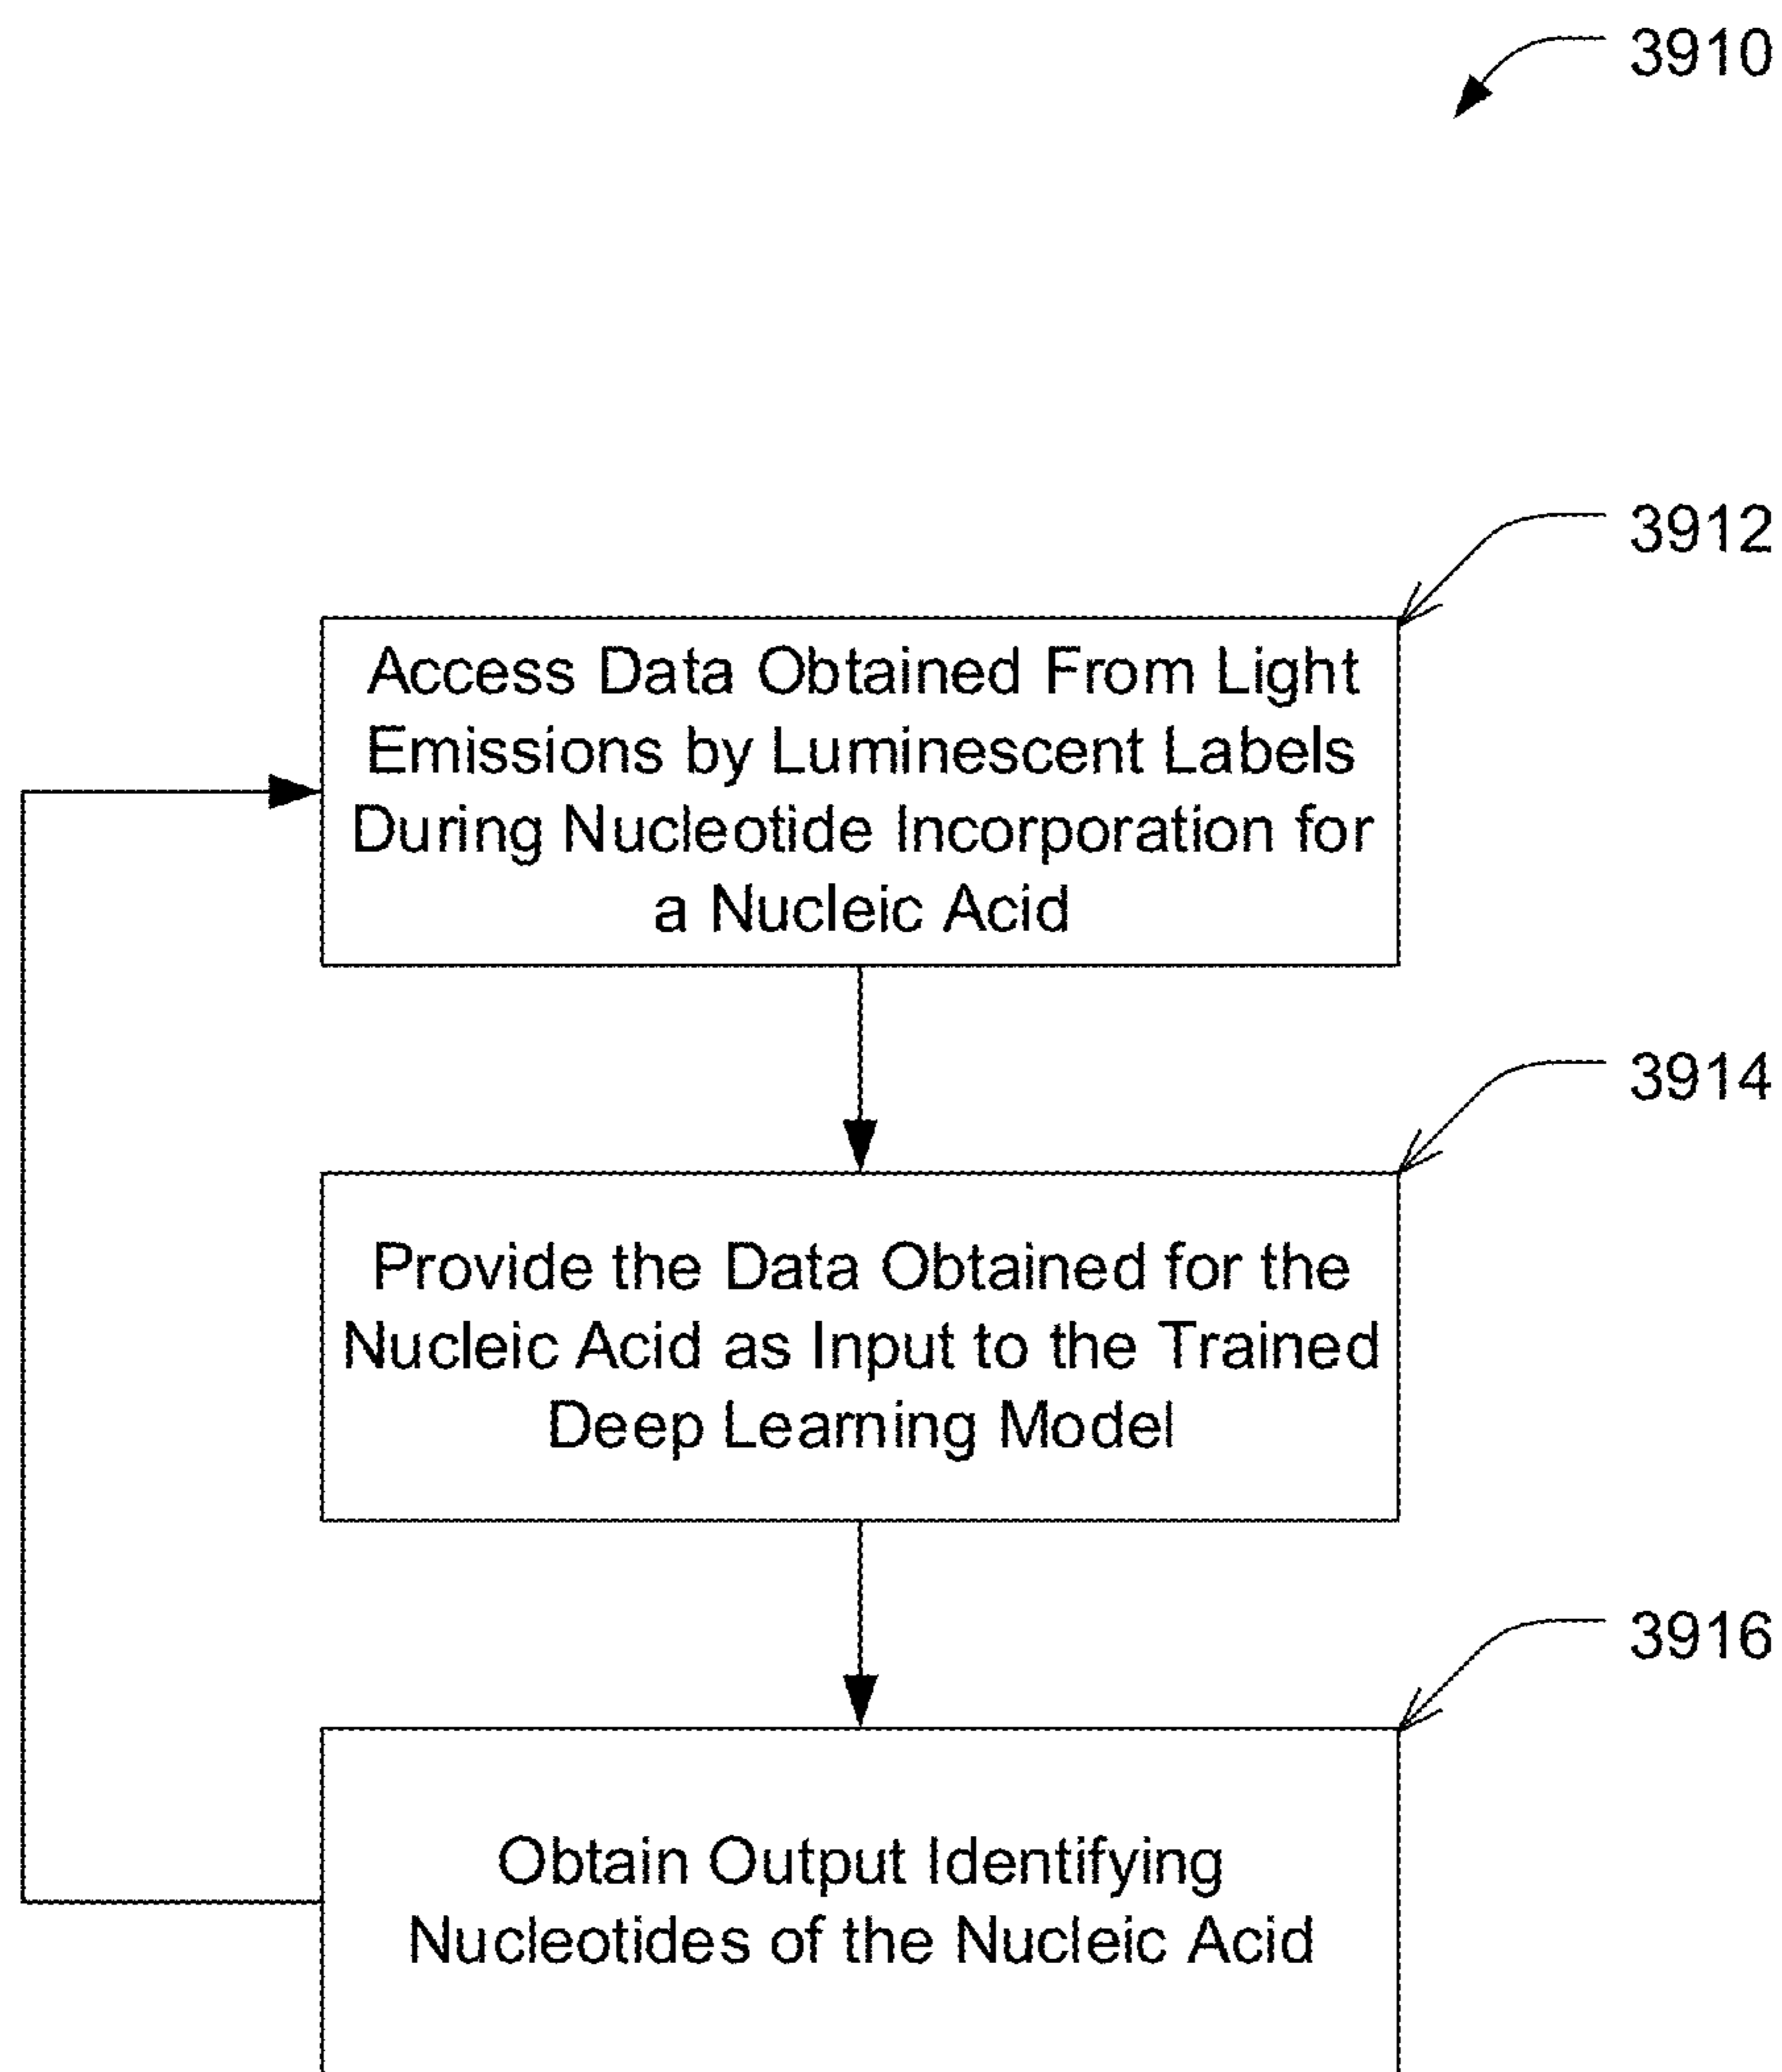 3910
3912
Access Data Obtained From Light
Emissions by Luminescent Labels
During Nucleotide Incorporation for
a Nucleic Acid
3914
Provide the Data Obtained for the
Nucleic Acid as Input to the Trained
Deep Learning Model
3916
Obtain Output Identifying
Nucleotides of the Nucleic Acid